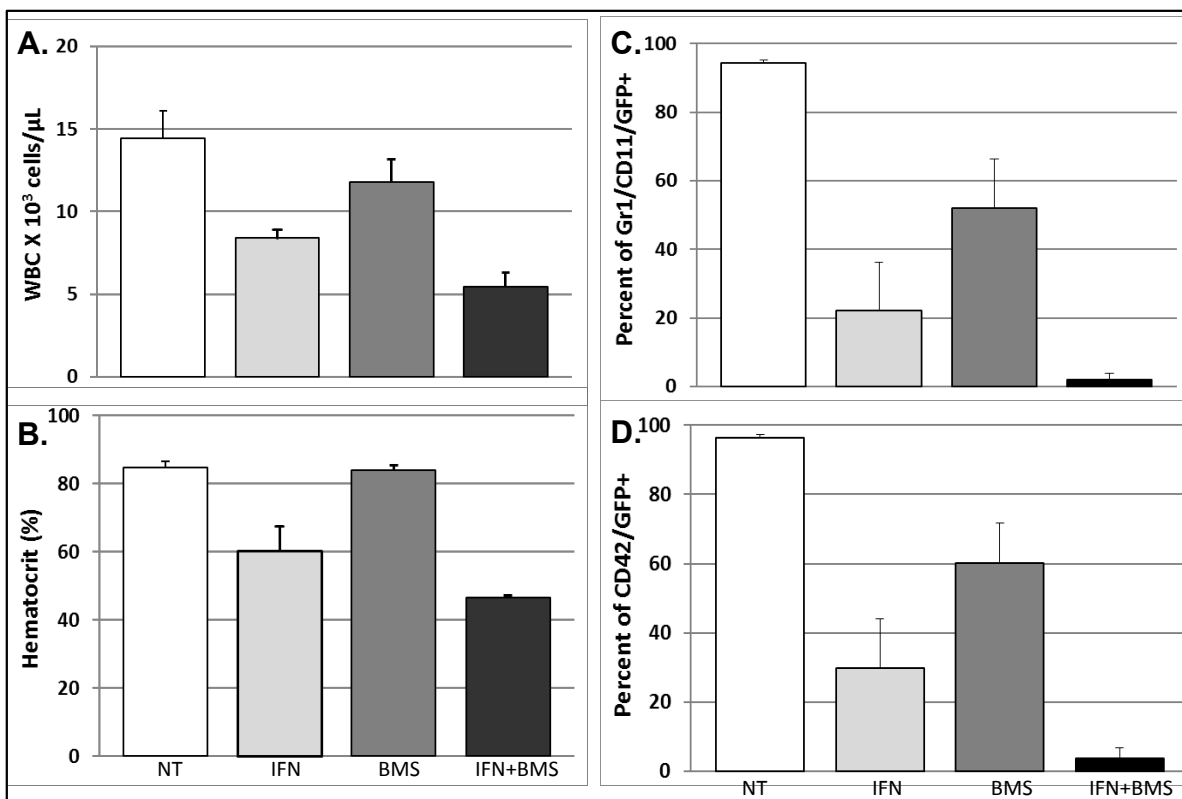 A.
WBC X 10³ cells/µL
20
15
10
5
0
B.
Hematocrit (%)
100
80
60
40
20
0
NT IFN BMS IFN+BMS
C.
Percent of Gr1/CD11/GFP+
100
80
60
40
20
0
D.
Percent of CD42/GFP+
100
80
60
40
20
0
NT IFN BMS IFN+BMS